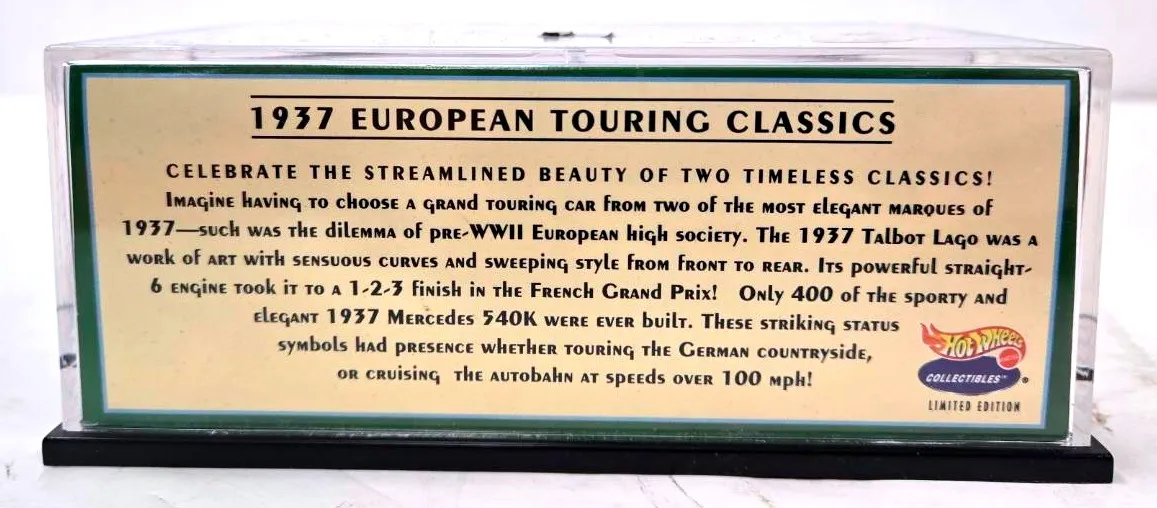 1937 EUROPEAN TOURING CLASSICS
CELEBRATE THE STREAMLINED BEAUTY OF TWO TIMELESS CLASSICS!
Imagine having to choose a grand touring car from two of the most elegant marques of
1937—such was the dilemma of pre-WWII European high society. The 1937 Talbot Lago was a
work of art with sensuous curves and sweeping style from front to rear. Its powerful straight-
6 engine took it to a 1-2-3 finish in the French Grand Prix! Only 400 of the sporty and
elegant 1937 Mercedes 540K were ever built. These striking status
symbols had presence whether touring the German countryside,
or cruising the autobahn at speeds over 100 mph!
Hot Wheels
COLLECTIBLES™
LIMITED EDITION